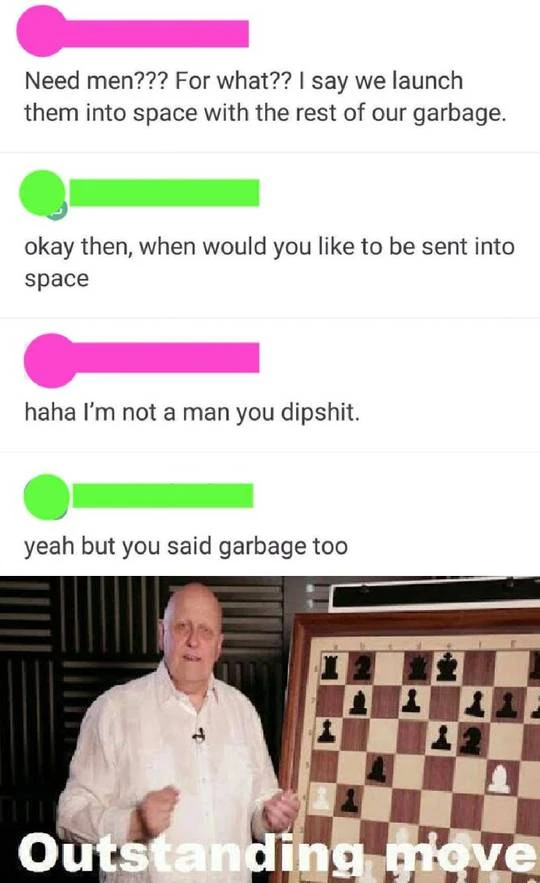 Need men??? For what?? I say we launch
them into space with the rest of our garbage.
okay then, when would you like to be sent into
space
haha I'm not a man you dipshit.
yeah but you said garbage too
Outstanding move